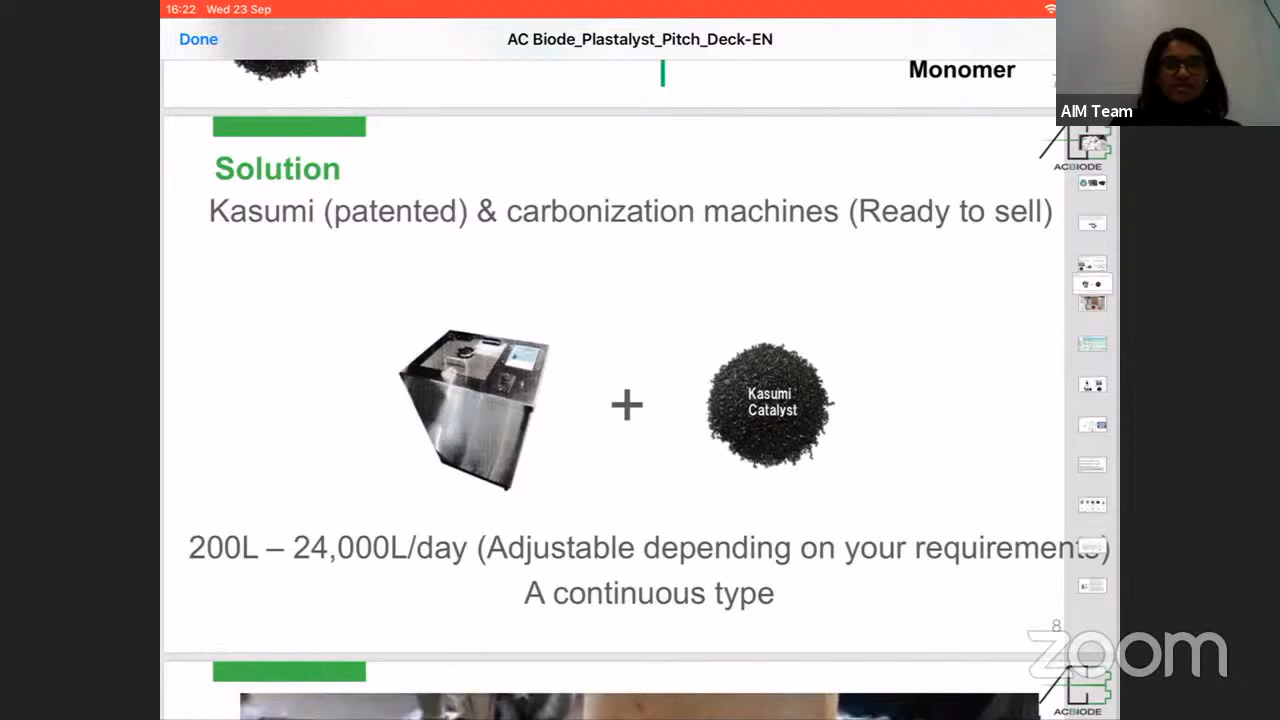 16:22 Wed 23 Sep
Done
AC Biode_Plastalyst_Pitch_Deck-EN
Monomer
AIM Team
ACBIODE
Solution
Kasumi (patented) & carbonization machines (Ready to sell)
+
Kasumi
Catalyst
200L – 24,000L/day (Adjustable depending on your requirements)
A continuous type
8
zoom
ACBIODE